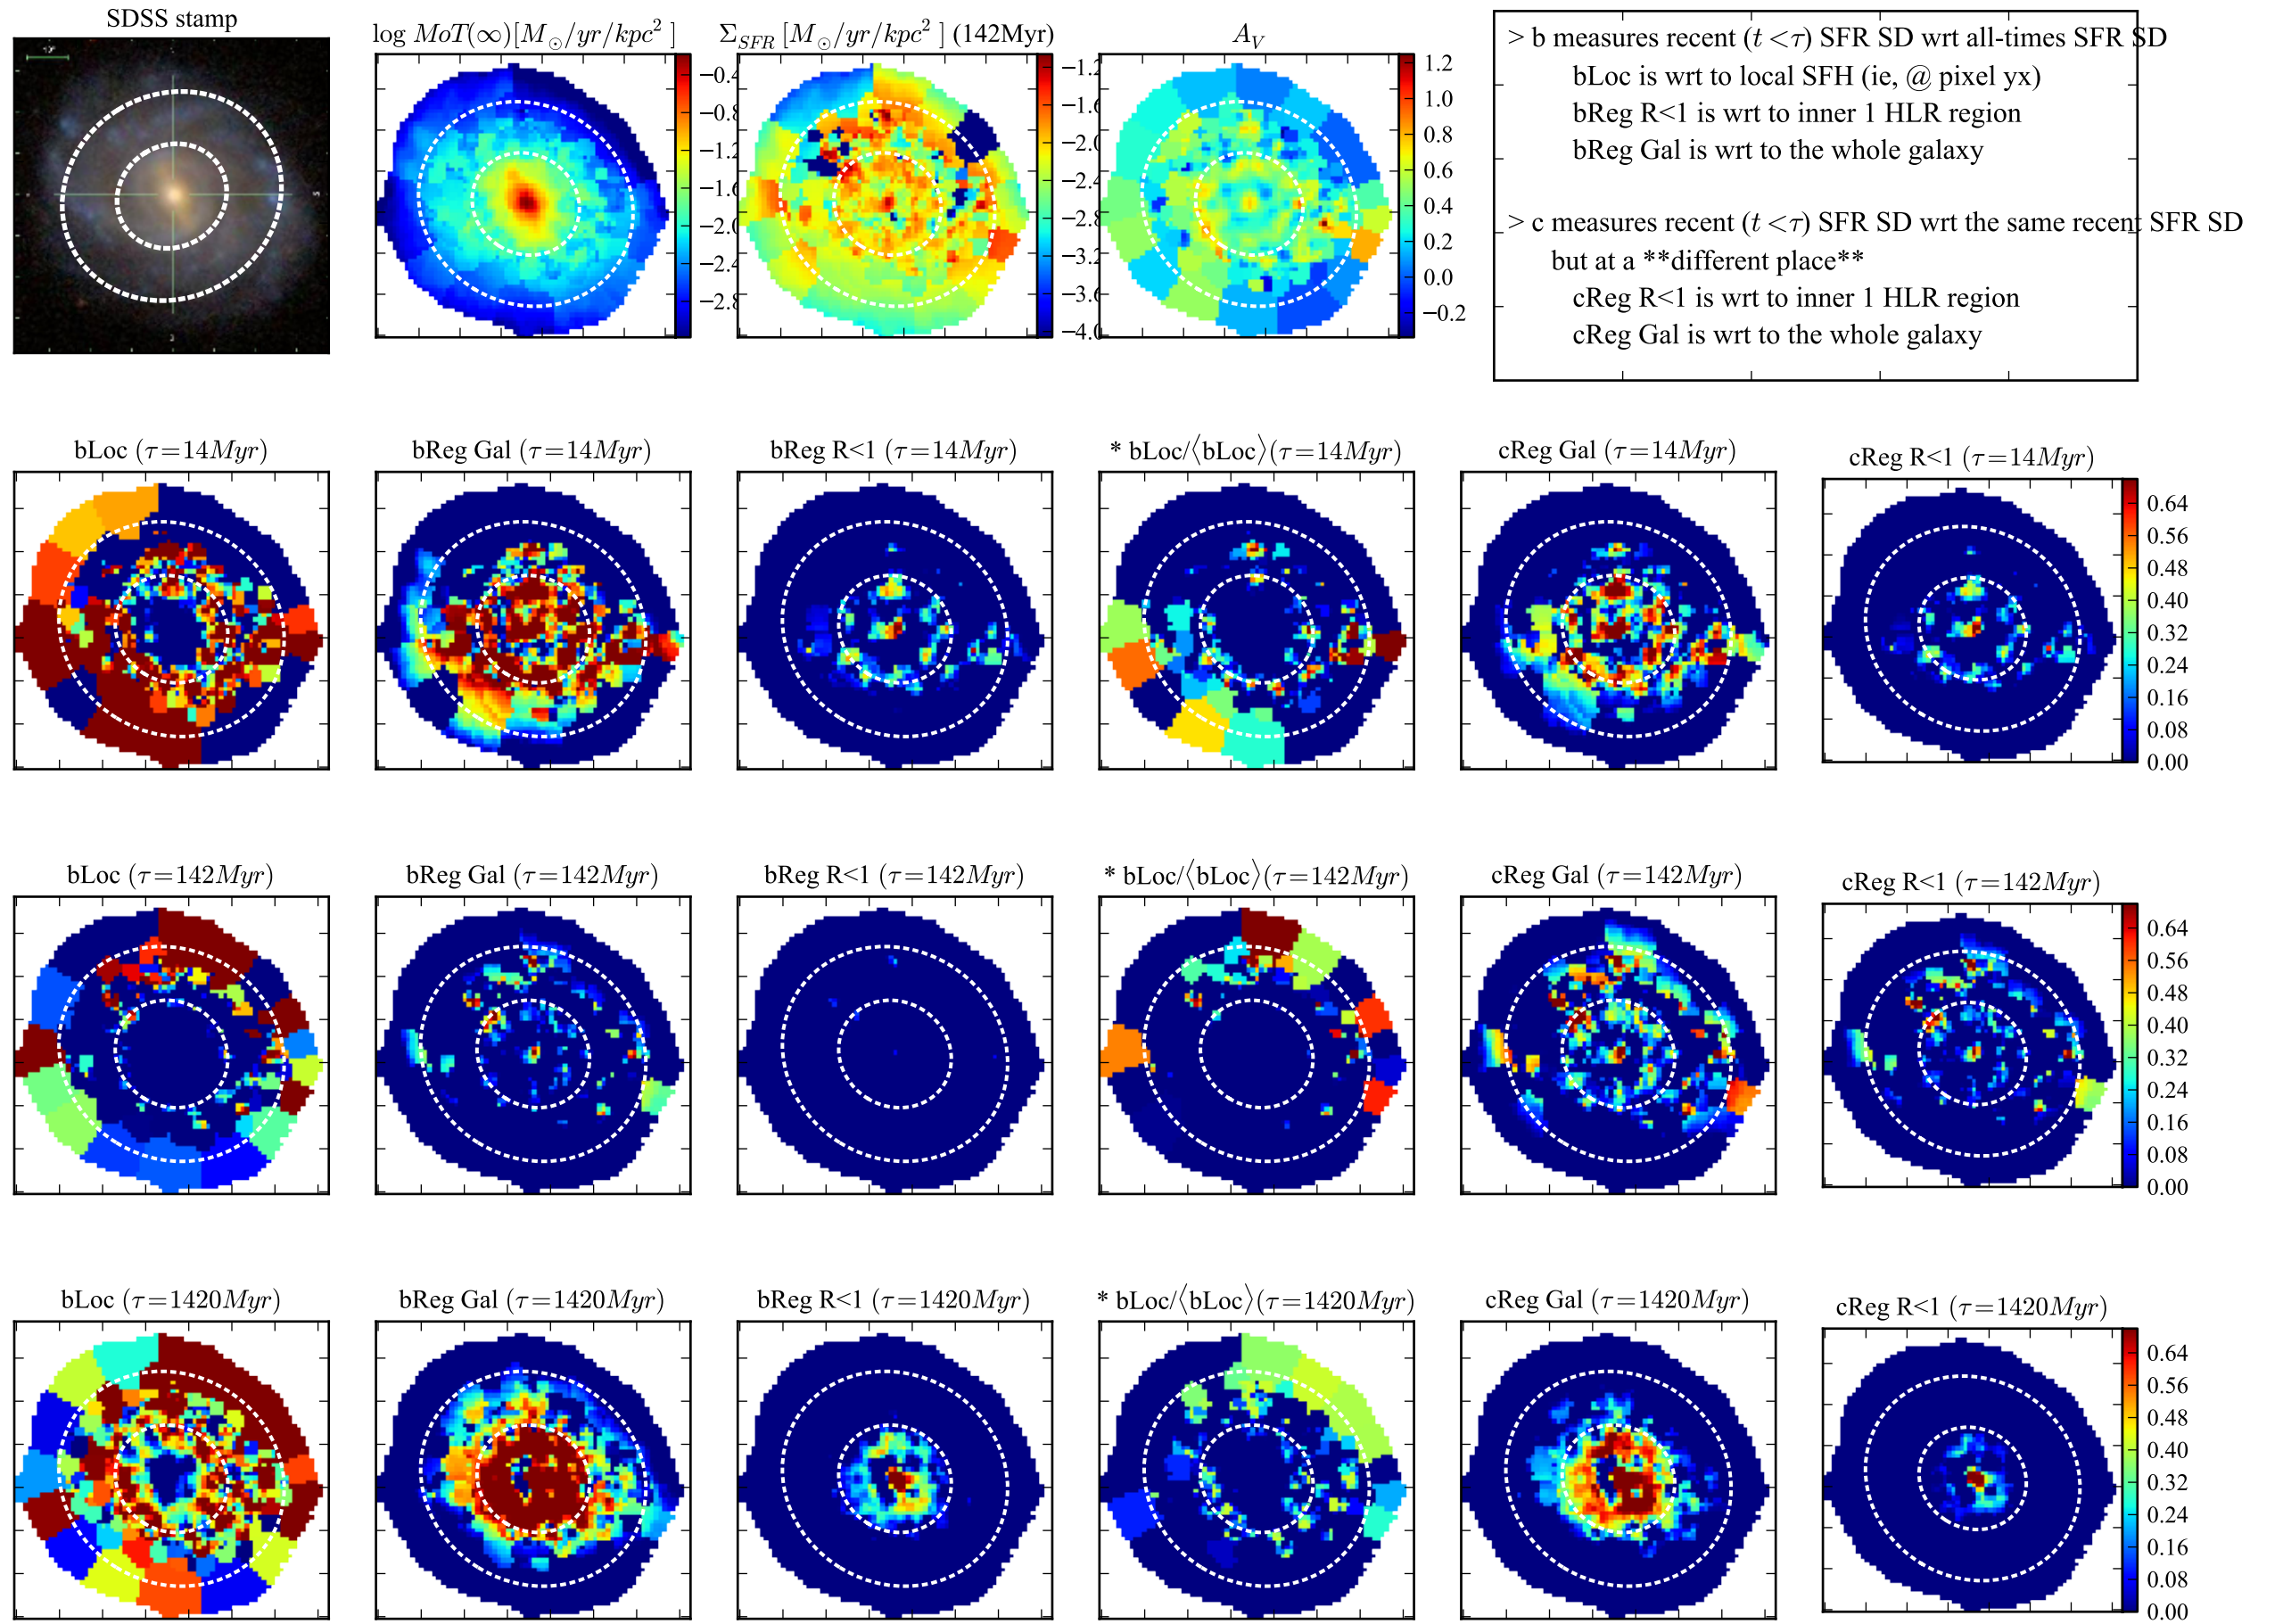 SDSS stamp
log MoT(∞)[M⊙/yr/kpc²]
Σ_SFR [M⊙/yr/kpc²] (142Myr)
A_V
−0.4
−0.8
−1.2
−1.6
−2.0
−2.4
−2.8
−1.2
−1.6
−2.0
−2.4
−2.8
−3.2
−3.6
−4.0
1.2
1.0
0.8
0.6
0.4
0.2
0.0
−0.2
> b measures recent (t <τ) SFR SD wrt all-times SFR SD
bLoc is wrt to local SFH (ie, @ pixel yx)
bReg R<1 is wrt to inner 1 HLR region
bReg Gal is wrt to the whole galaxy
> c measures recent (t <τ) SFR SD wrt the same recent SFR SD
but at a **different place**
cReg R<1 is wrt to inner 1 HLR region
cReg Gal is wrt to the whole galaxy
bLoc (τ=14Myr)
bReg Gal (τ=14Myr)
bReg R<1 (τ=14Myr)
* bLoc/⟨bLoc⟩(τ=14Myr)
cReg Gal (τ=14Myr)
cReg R<1 (τ=14Myr)
0.64
0.56
0.48
0.40
0.32
0.24
0.16
0.08
0.00
bLoc (τ=142Myr)
bReg Gal (τ=142Myr)
bReg R<1 (τ=142Myr)
* bLoc/⟨bLoc⟩(τ=142Myr)
cReg Gal (τ=142Myr)
cReg R<1 (τ=142Myr)
0.64
0.56
0.48
0.40
0.32
0.24
0.16
0.08
0.00
bLoc (τ=1420Myr)
bReg Gal (τ=1420Myr)
bReg R<1 (τ=1420Myr)
* bLoc/⟨bLoc⟩(τ=1420Myr)
cReg Gal (τ=1420Myr)
cReg R<1 (τ=1420Myr)
0.64
0.56
0.48
0.40
0.32
0.24
0.16
0.08
0.00